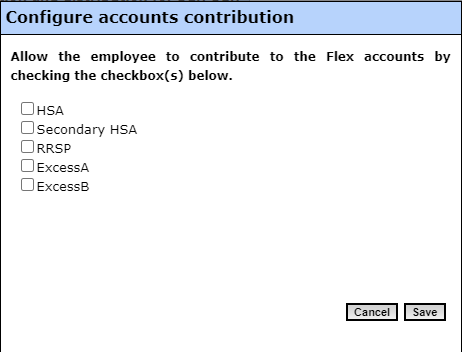 Configure accounts contribution
Allow the employee to contribute to the Flex accounts by
checking the checkbox(s) below.
HSA
Secondary HSA
RRSP
ExcessA
ExcessB
Cancel Save